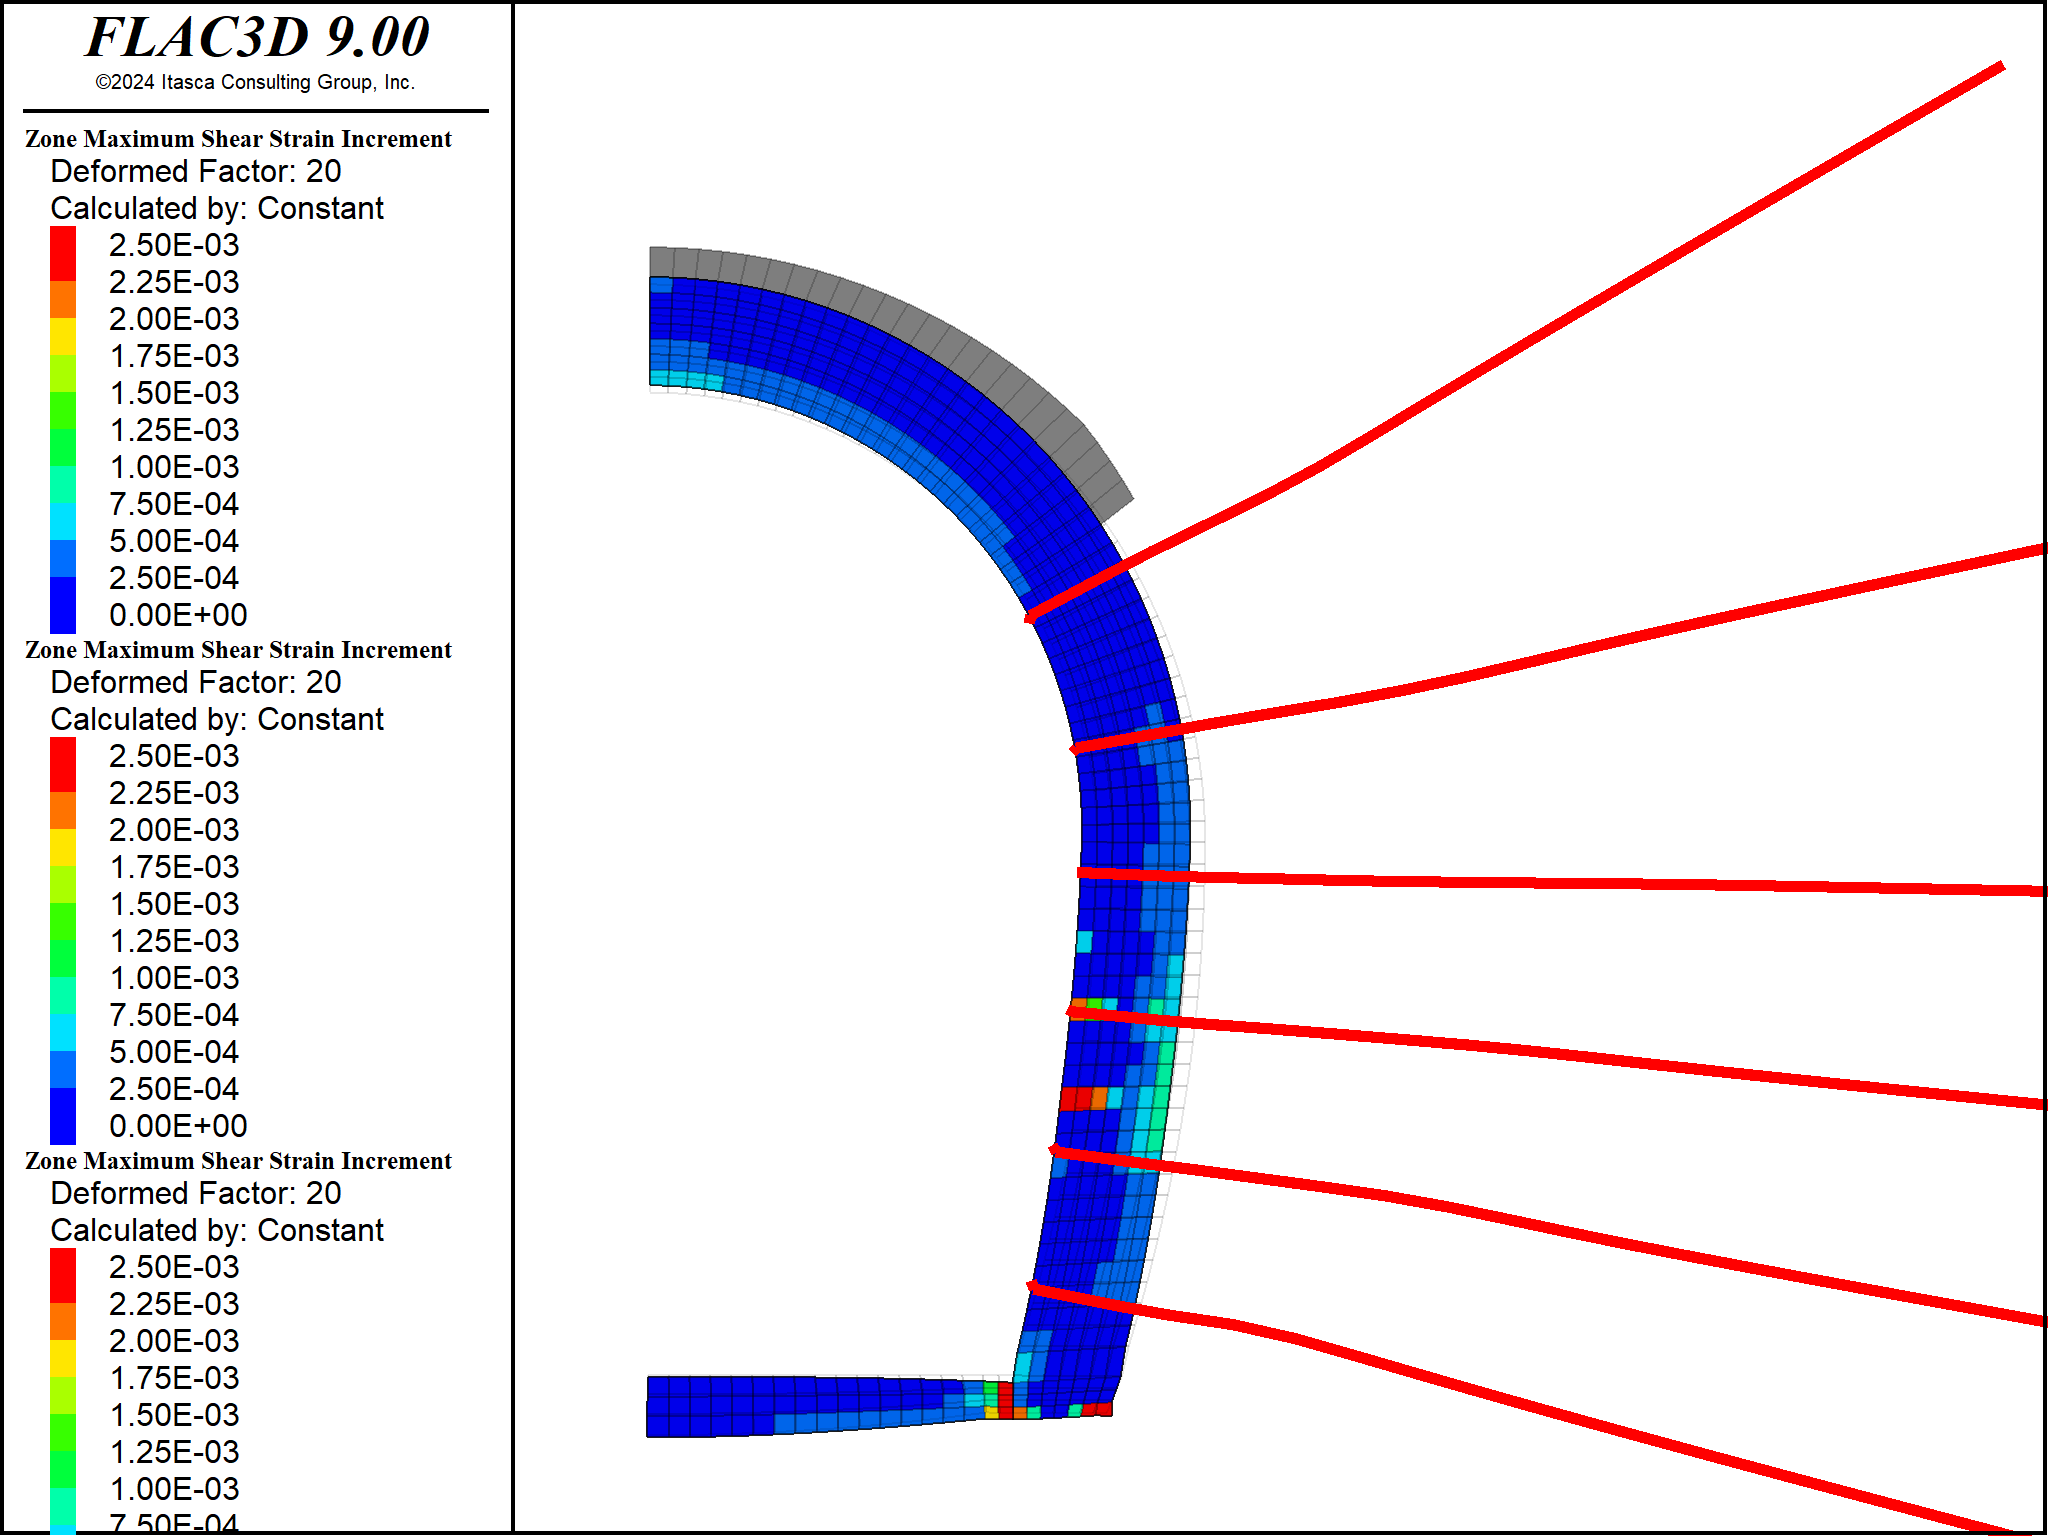 FLAC3D 9.00
©2024 Itasca Consulting Group, Inc.
Zone Maximum Shear Strain Increment
Deformed Factor: 20
Calculated by: Constant
2.50E-03
2.25E-03
2.00E-03
1.75E-03
1.50E-03
1.25E-03
1.00E-03
7.50E-04
5.00E-04
2.50E-04
0.00E+00
Zone Maximum Shear Strain Increment
Deformed Factor: 20
Calculated by: Constant
2.50E-03
2.25E-03
2.00E-03
1.75E-03
1.50E-03
1.25E-03
1.00E-03
7.50E-04
5.00E-04
2.50E-04
0.00E+00
Zone Maximum Shear Strain Increment
Deformed Factor: 20
Calculated by: Constant
2.50E-03
2.25E-03
2.00E-03
1.75E-03
1.50E-03
1.25E-03
1.00E-03
7.50E-04